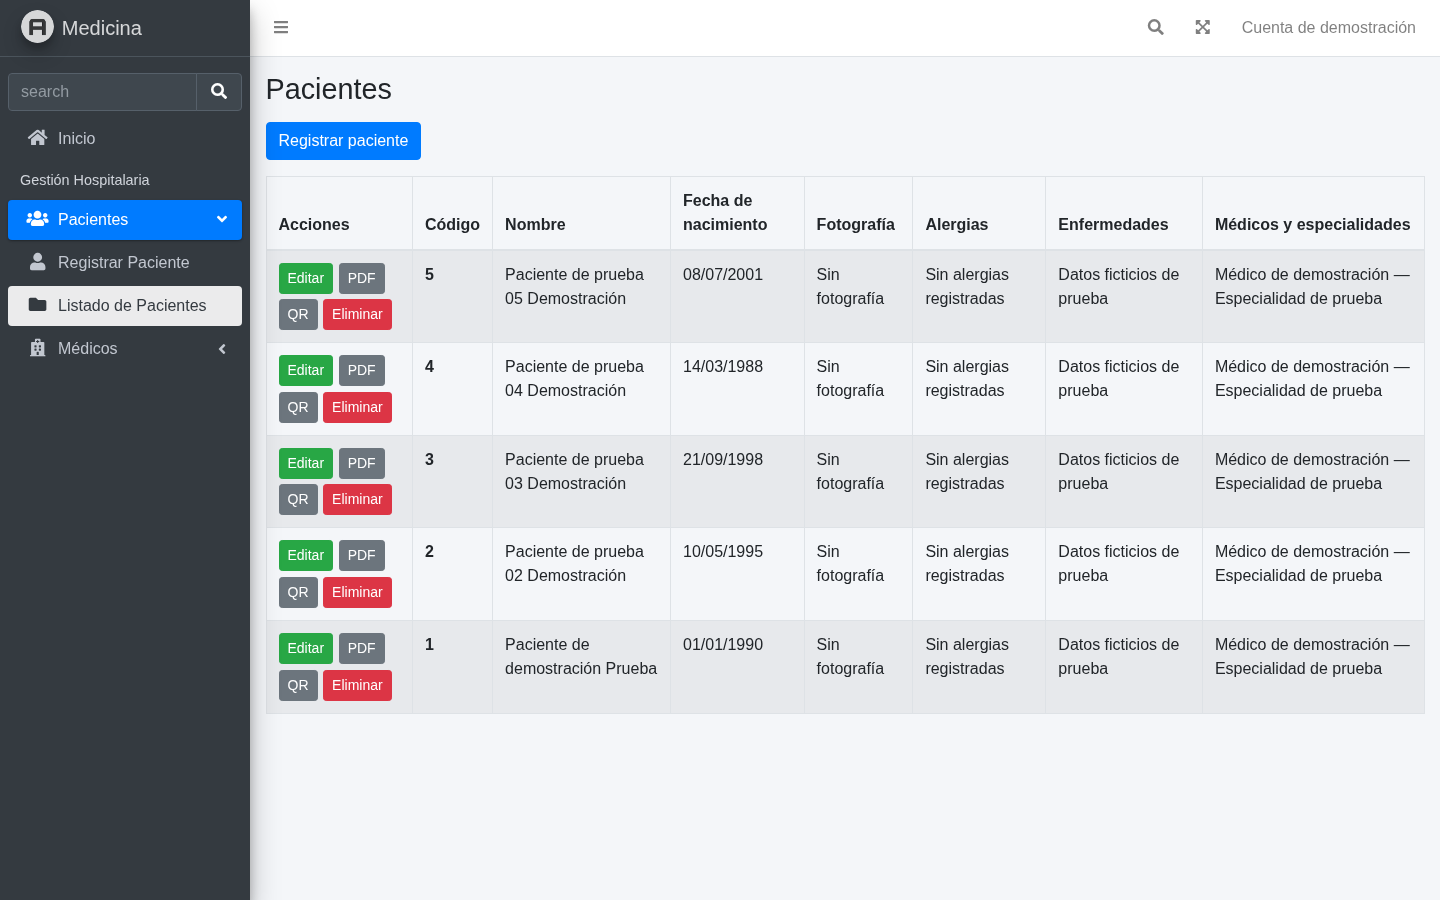 Medicina
Cuenta de demostración
search
Inicio
Gestión Hospitalaria
Pacientes
Registrar Paciente
Listado de Pacientes
Médicos
Pacientes
Registrar paciente
Acciones
Código
Nombre
Fecha de
nacimiento
Fotografía
Alergias
Enfermedades
Médicos y especialidades
Editar
PDF
QR
Eliminar
5
Paciente de prueba
05 Demostración
08/07/2001
Sin
fotografía
Sin alergias
registradas
Datos ficticios de
prueba
Médico de demostración —
Especialidad de prueba
Editar
PDF
QR
Eliminar
4
Paciente de prueba
04 Demostración
14/03/1988
Sin
fotografía
Sin alergias
registradas
Datos ficticios de
prueba
Médico de demostración —
Especialidad de prueba
Editar
PDF
QR
Eliminar
3
Paciente de prueba
03 Demostración
21/09/1998
Sin
fotografía
Sin alergias
registradas
Datos ficticios de
prueba
Médico de demostración —
Especialidad de prueba
Editar
PDF
QR
Eliminar
2
Paciente de prueba
02 Demostración
10/05/1995
Sin
fotografía
Sin alergias
registradas
Datos ficticios de
prueba
Médico de demostración —
Especialidad de prueba
Editar
PDF
QR
Eliminar
1
Paciente de
demostración Prueba
01/01/1990
Sin
fotografía
Sin alergias
registradas
Datos ficticios de
prueba
Médico de demostración —
Especialidad de prueba